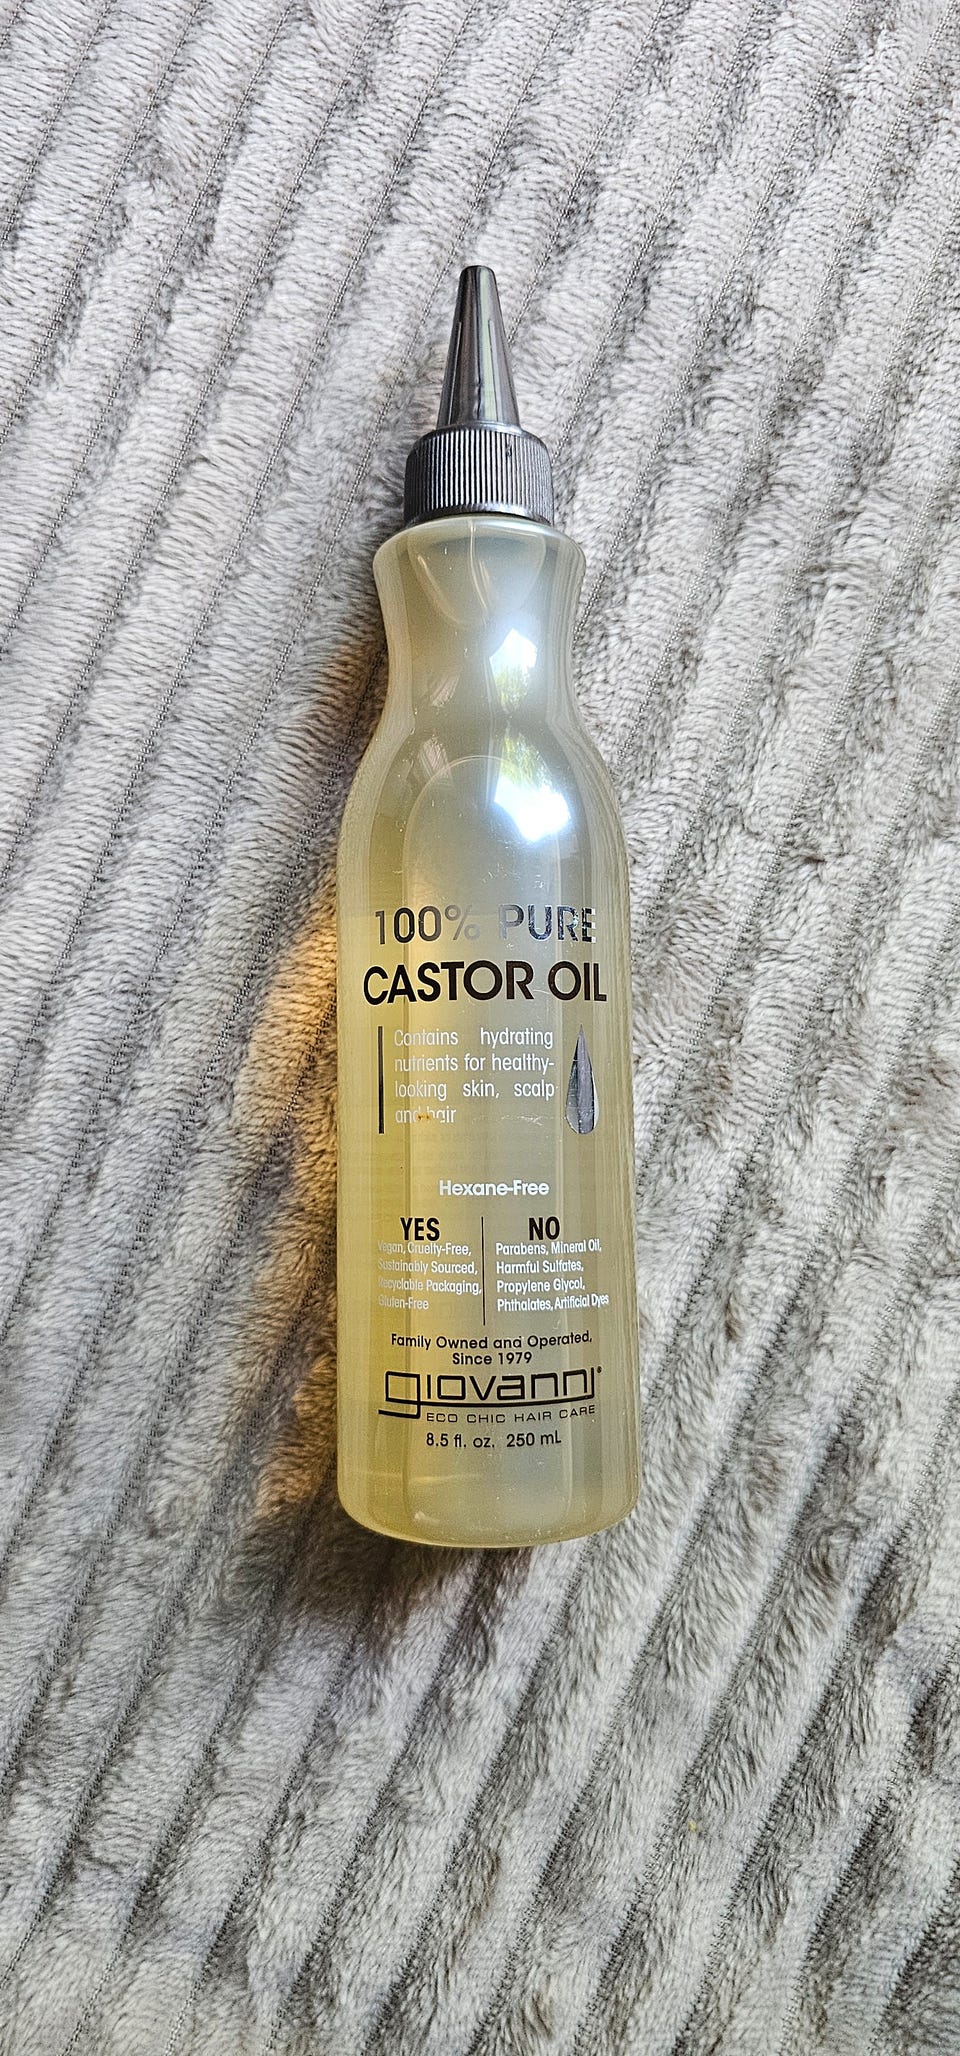 100% PURE
CASTOR OIL
Contains hydrating
nutrients for healthy-
looking skin, scalp
and hair
Hexane-Free
YES
Vegan, Cruelty-Free,
Sustainably Sourced,
Recyclable Packaging,
Gluten-Free
NO
Parabens, Mineral Oil,
Harmful Sulfates,
Propylene Glycol,
Phthalates, Artificial Dyes
Family Owned and Operated,
Since 1979
giovanni®
ECO CHIC HAIR CARE
8.5 fl. oz. 250 mL